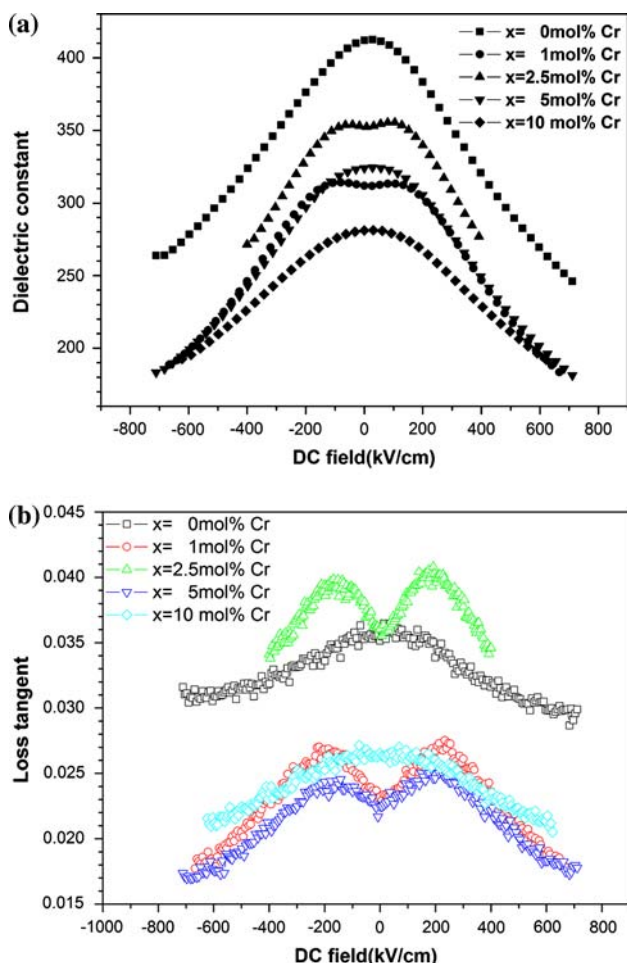 (a)
400
350
300
250
200
Dielectric constant
x= 0mol% Cr
x= 1mol% Cr
x=2.5mol% Cr
x= 5mol% Cr
x=10 mol% Cr
-800 -600 -400 -200 0 200 400 600 800
DC field(kV/cm)
(b)
0.045
0.040
0.035
0.030
0.025
0.020
0.015
Loss tangent
x= 0mol% Cr
x= 1mol% Cr
x=2.5mol% Cr
x= 5mol% Cr
x=10 mol% Cr
-1000 -800 -600 -400 -200 0 200 400 600 800
DC field(kV/cm)